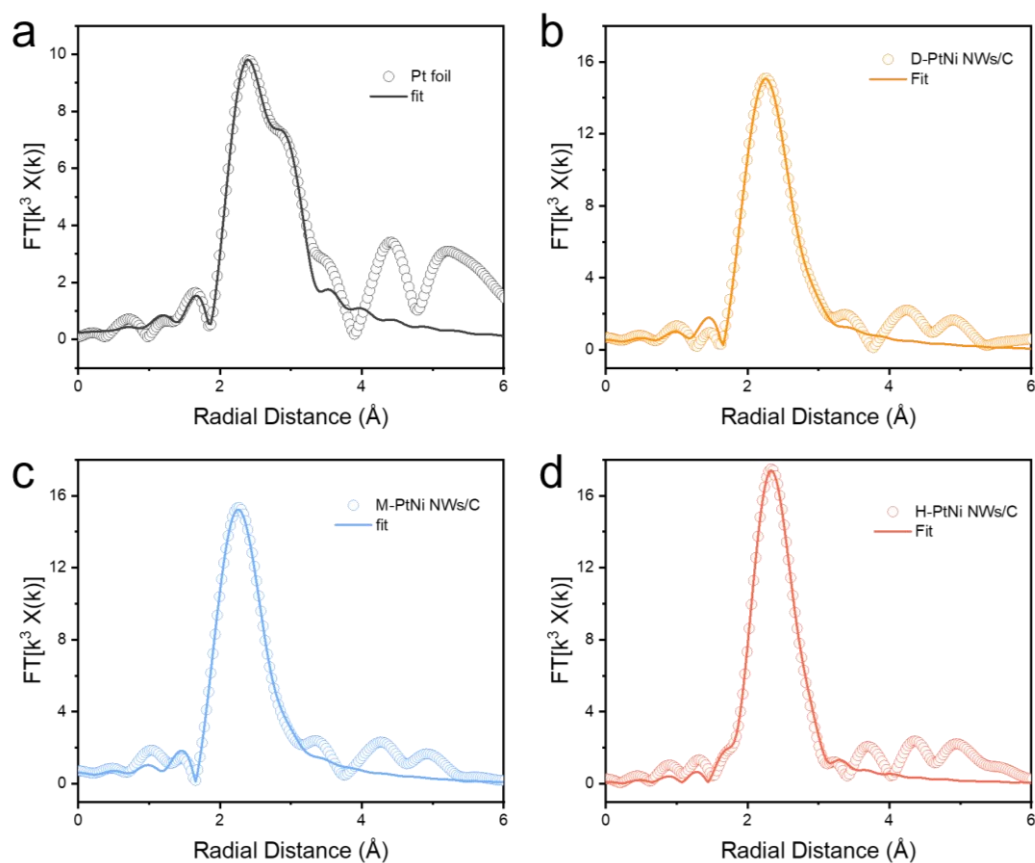 a
Pt foil
fit
FT[k³ X(k)]
10
8
6
4
2
0
0 2 4 6
Radial Distance (Å)
b
D-PtNi NWs/C
Fit
FT[k³ X(k)]
16
12
8
4
0
0 2 4 6
Radial Distance (Å)
c
M-PtNi NWs/C
fit
FT[k³ X(k)]
16
12
8
4
0
0 2 4 6
Radial Distance (Å)
d
H-PtNi NWs/C
Fit
FT[k³ X(k)]
16
12
8
4
0
0 2 4 6
Radial Distance (Å)